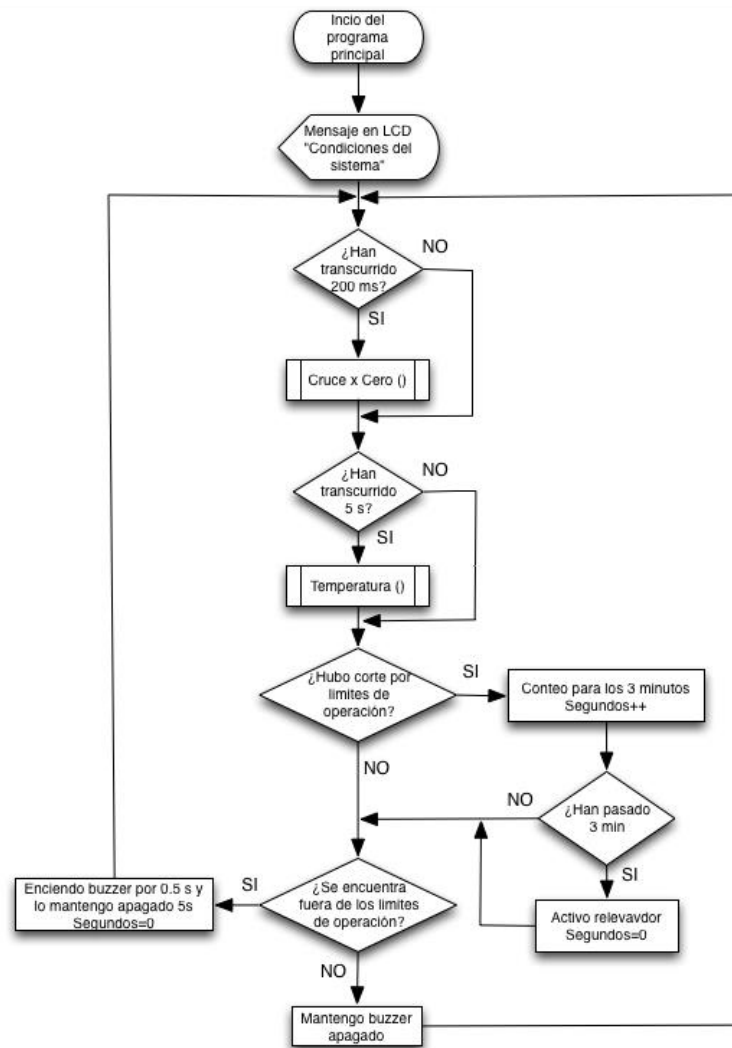 Incio del
programa
principal
Mensaje en LCD
"Condiciones del
sistema"
¿Han
transcurrido
200 ms?
NO
SI
Cruce x Cero ()
¿Han
transcurrido
5 s?
NO
SI
Temperatura ()
¿Hubo corte por
limites de
operación?
SI
Conteo para los 3 minutos
Segundos++
NO
¿Han pasado
3 min
NO
SI
Activo relevavdor
Segundos=0
¿Se encuentra
fuera de los limites
de operación?
SI
Enciendo buzzer por 0.5 s y
lo mantengo apagado 5s
Segundos=0
NO
Mantengo buzzer
apagado